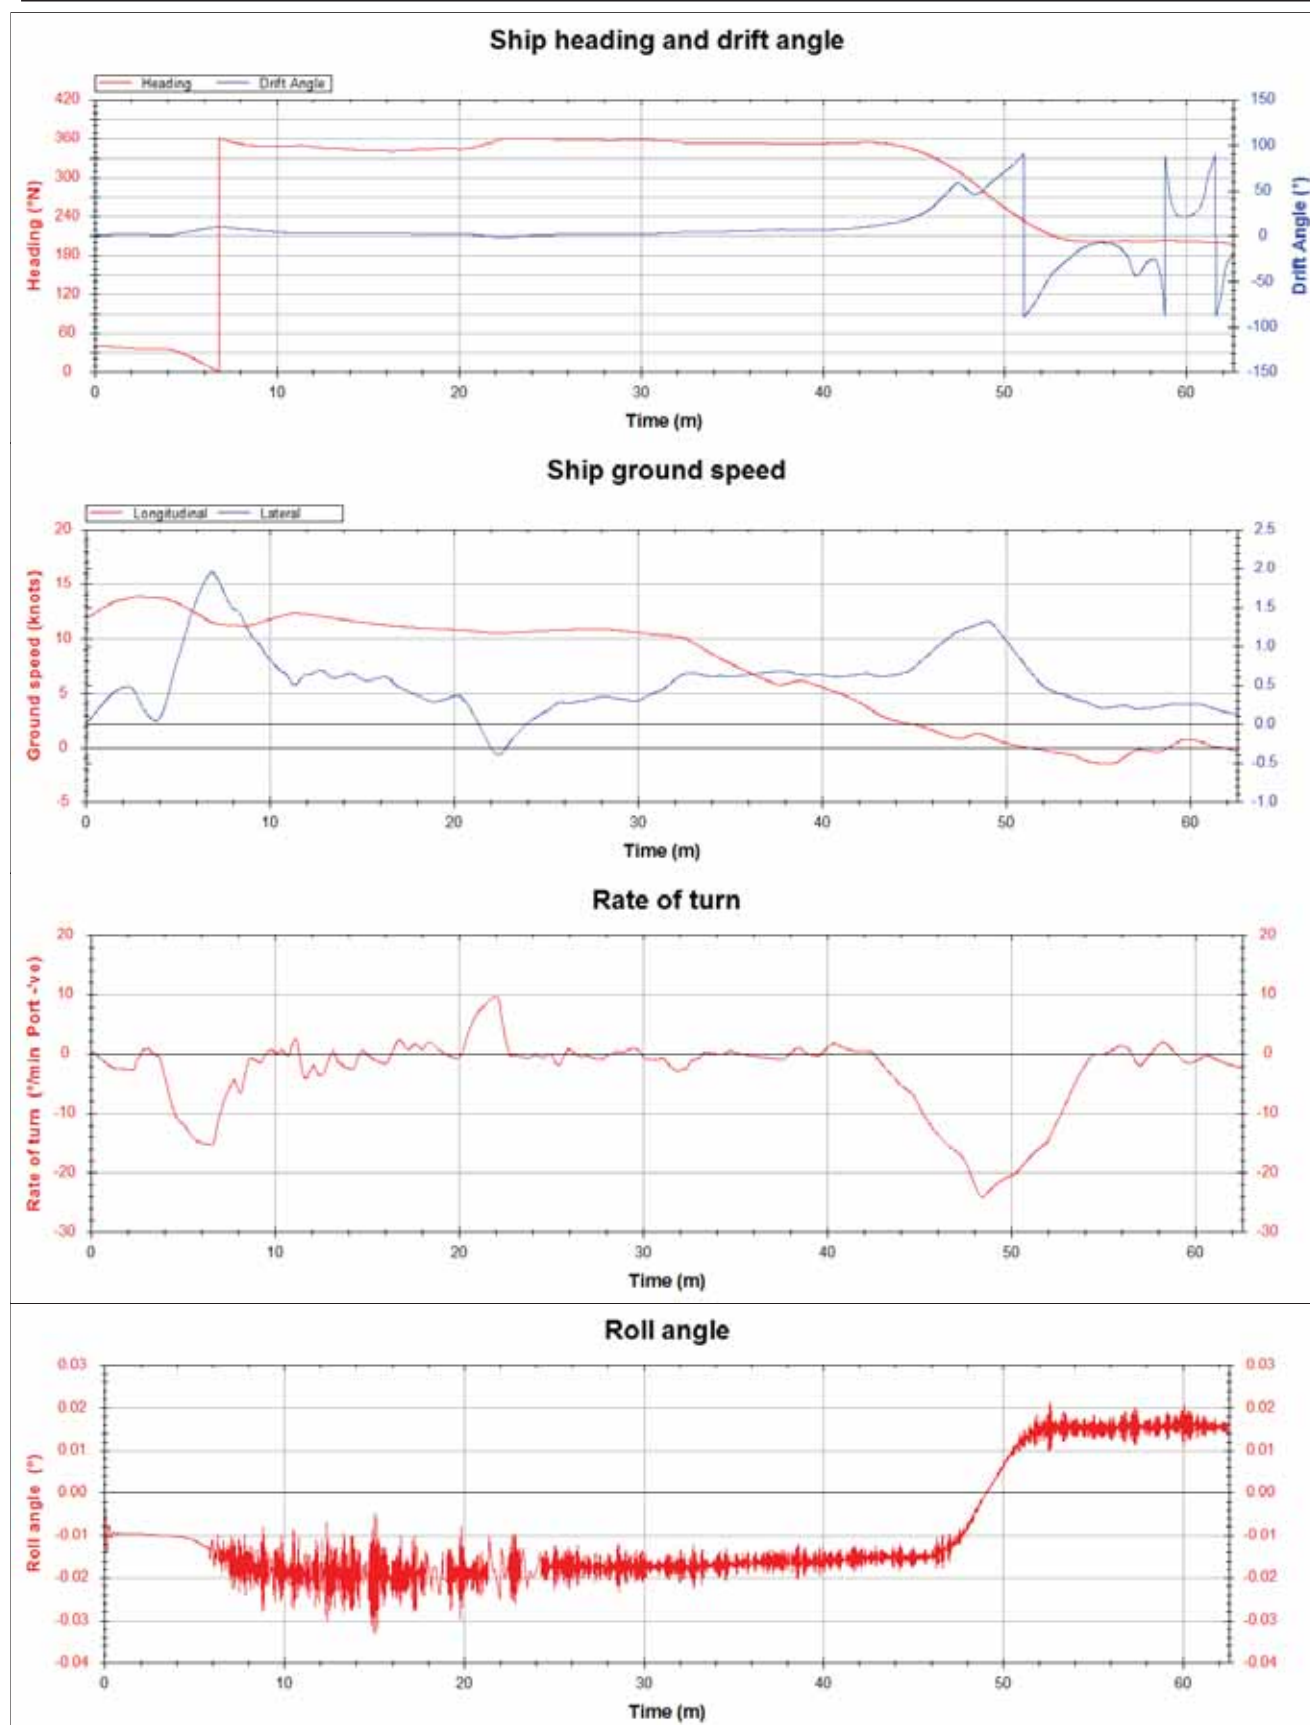 Ship heading and drift angle
Heading Drift Angle
420 150
360 100
300 50
240 0
180 -50
120 -100
60 -150
0
Heading (°N)
Drift Angle (°)
0 10 20 30 40 50 60
Time (m)
Ship ground speed
Longitudinal Lateral
20 2.5
15 2.0
10 1.5
5 1.0
0 0.5
-5 0.0
-0.5
-1.0
Ground speed (knots)
0 10 20 30 40 50 60
Time (m)
Rate of turn
20 20
10 10
0 0
-10 -10
-20 -20
-30 -30
Rate of turn (°/min Port -'ve)
0 10 20 30 40 50 60
Time (m)
Roll angle
0.03 0.03
0.02 0.02
0.01 0.01
0.00 0.00
-0.01 -0.01
-0.02 -0.02
-0.03 -0.03
-0.04 -0.04
Roll angle (°)
0 10 20 30 40 50 60
Time (m)